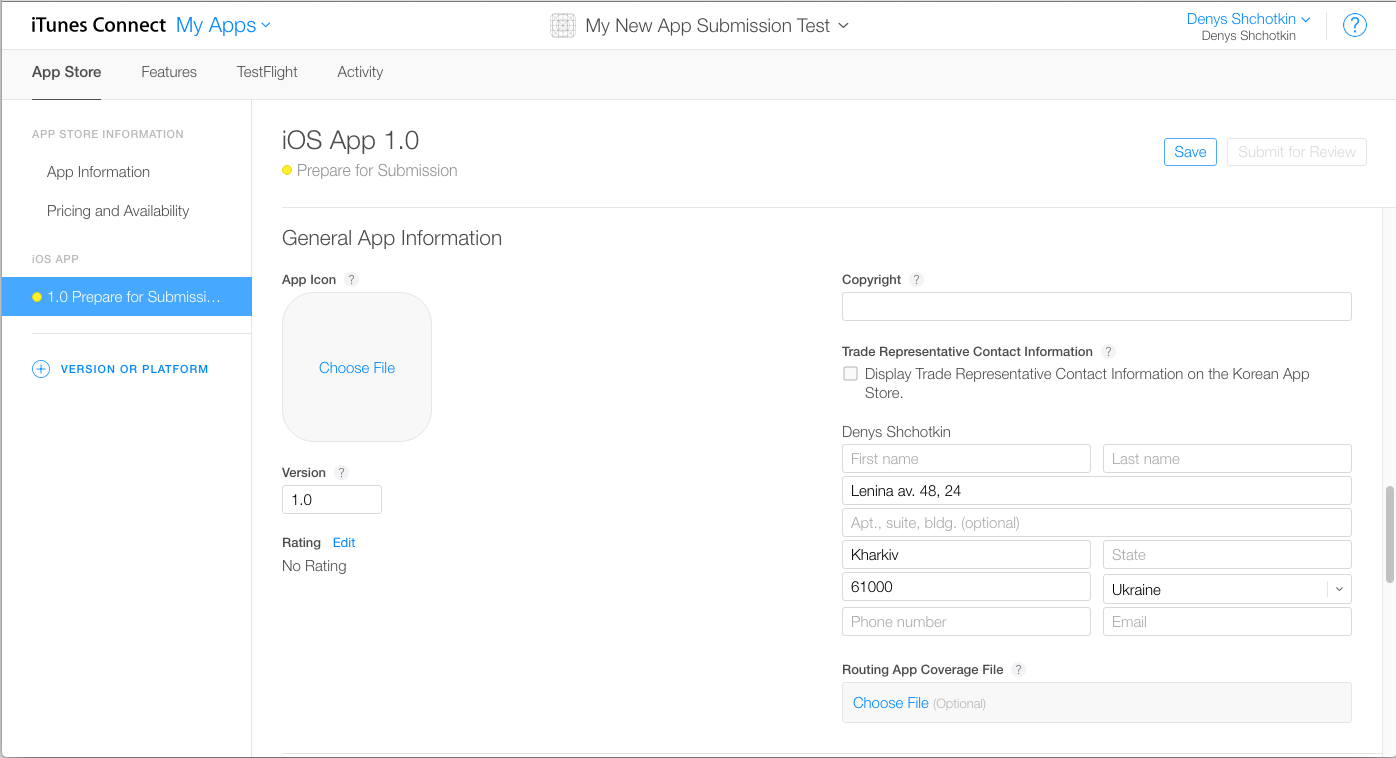 iTunes Connect My Apps
My New App Submission Test
Denys Shchotkin
Denys Shchotkin
?
App Store
Features
TestFlight
Activity
APP STORE INFORMATION
App Information
Pricing and Availability
iOS APP
1.0 Prepare for Submissi…
VERSION OR PLATFORM
iOS App 1.0
Prepare for Submission
Save
Submit for Review
General App Information
App Icon ?
Choose File
Version ?
1.0
Rating Edit
No Rating
Copyright ?
Trade Representative Contact Information ?
Display Trade Representative Contact Information on the Korean App
Store.
Denys Shchotkin
First name
Last name
Lenina av. 48, 24
Apt., suite, bldg. (optional)
Kharkiv
State
61000
Ukraine
Phone number
Email
Routing App Coverage File ?
Choose File (Optional)